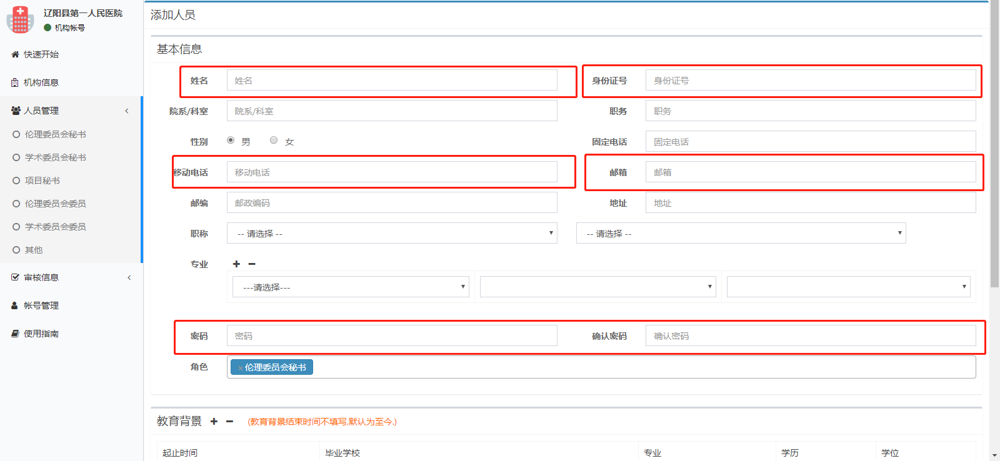 辽阳县第一人民医院
机构帐号
快速开始
机构信息
人员管理
伦理委员会秘书
学术委员会秘书
项目秘书
伦理委员会委员
学术委员会委员
其他
审核信息
帐号管理
使用指南
添加人员
基本信息
姓名 姓名 身份证号 身份证号
院系/科室 院系/科室 职务 职务
性别 男 女 固定电话 固定电话
移动电话 移动电话 邮箱 邮箱
邮编 邮政编码 地址 地址
职称 -- 请选择 -- -- 请选择 --
专业
---请选择---
密码 密码 确认密码 确认密码
角色 ×伦理委员会秘书
教育背景 (教育背景结束时间不填写,默认为至今.)
起止时间 毕业学校 专业 学历 学位